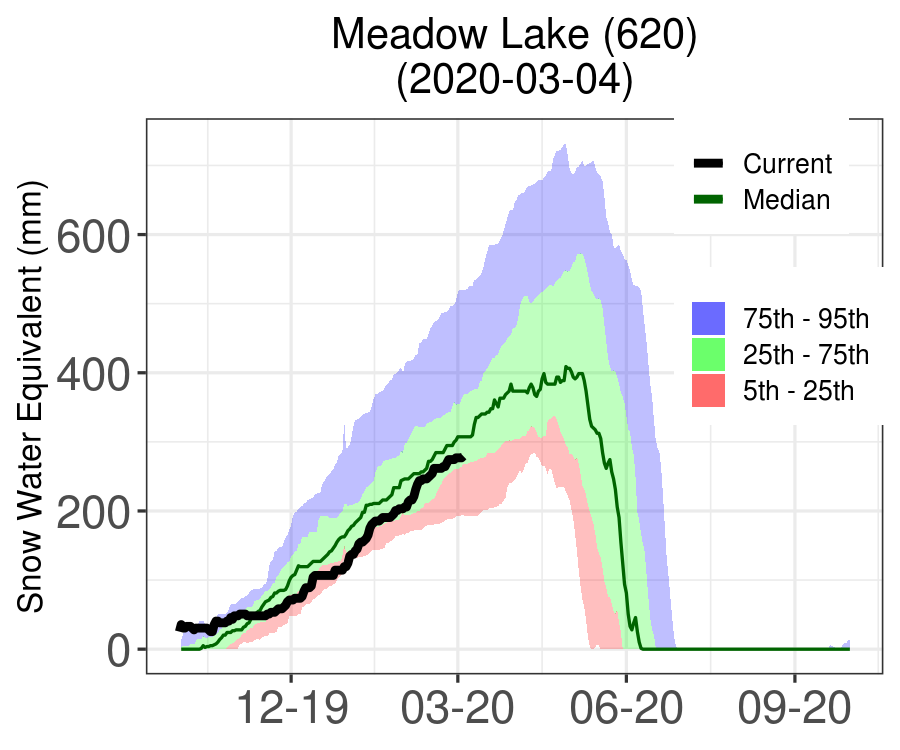 Meadow Lake (620)
(2020-03-04)
Snow Water Equivalent (mm)
600
400
200
0
12-19
03-20
06-20
09-20
Current
Median
75th - 95th
25th - 75th
5th - 25th